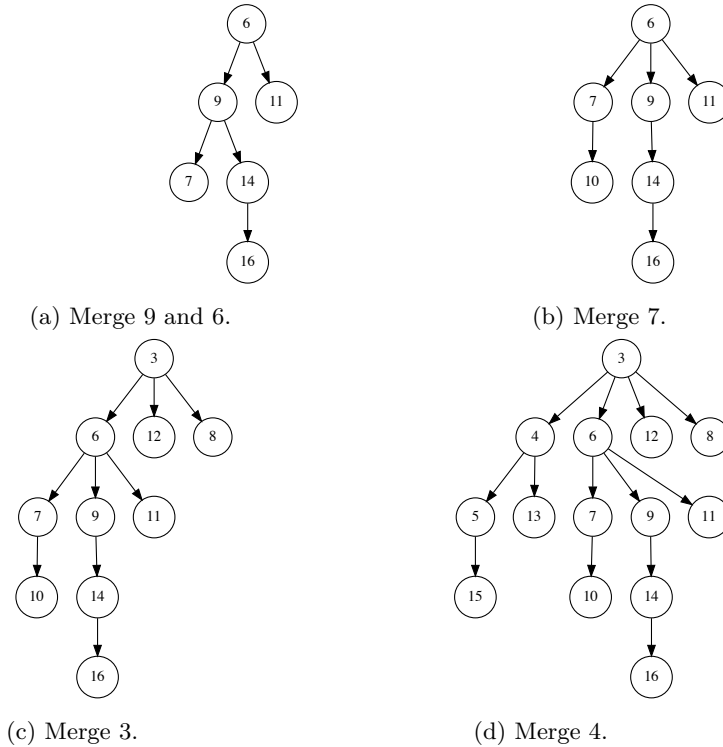 6
6
9 11
7 9 11
7 14
10 14
16
16
(a) Merge 9 and 6.
(b) Merge 7.
3
3
6 12 8
4 6 12 8
7 9 11
5 13 7 9 11
10 14
15 10 14
16
16
(c) Merge 3.
(d) Merge 4.